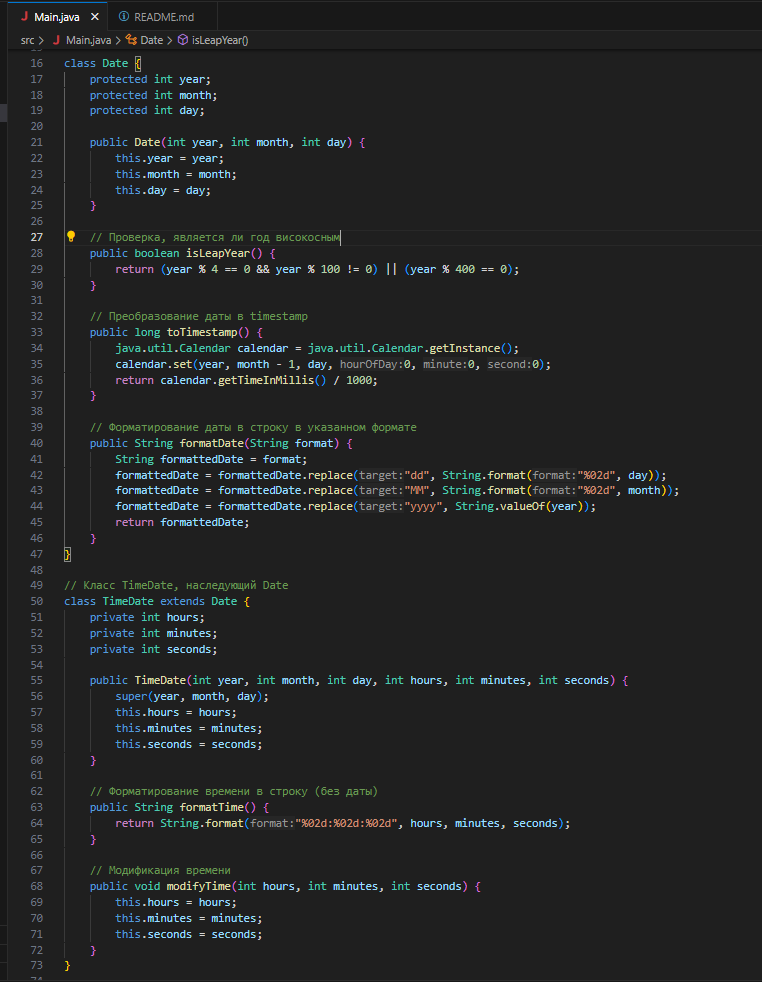 J Main.java ×
README.md
src > J Main.java > Date > isLeapYear()
16 class Date {
17     protected int year;
18     protected int month;
19     protected int day;
20
21     public Date(int year, int month, int day) {
22         this.year = year;
23         this.month = month;
24         this.day = day;
25     }
26
27     // Проверка, является ли год високосным
28     public boolean isLeapYear() {
29         return (year % 4 == 0 && year % 100 != 0) || (year % 400 == 0);
30     }
31
32     // Преобразование даты в timestamp
33     public long toTimestamp() {
34         java.util.Calendar calendar = java.util.Calendar.getInstance();
35         calendar.set(year, month - 1, day, hourOfDay:0, minute:0, second:0);
36         return calendar.getTimeInMillis() / 1000;
37     }
38
39     // Форматирование даты в строку в указанном формате
40     public String formatDate(String format) {
41         String formattedDate = format;
42         formattedDate = formattedDate.replace(target:"dd", String.format(format:"%02d", day));
43         formattedDate = formattedDate.replace(target:"MM", String.format(format:"%02d", month));
44         formattedDate = formattedDate.replace(target:"yyyy", String.valueOf(year));
45         return formattedDate;
46     }
47 }
48
49 // Класс TimeDate, наследующий Date
50 class TimeDate extends Date {
51     private int hours;
52     private int minutes;
53     private int seconds;
54
55     public TimeDate(int year, int month, int day, int hours, int minutes, int seconds) {
56         super(year, month, day);
57         this.hours = hours;
58         this.minutes = minutes;
59         this.seconds = seconds;
60     }
61
62     // Форматирование времени в строку (без даты)
63     public String formatTime() {
64         return String.format(format:"%02d:%02d:%02d", hours, minutes, seconds);
65     }
66
67     // Модификация времени
68     public void modifyTime(int hours, int minutes, int seconds) {
69         this.hours = hours;
70         this.minutes = minutes;
71         this.seconds = seconds;
72     }
73 }